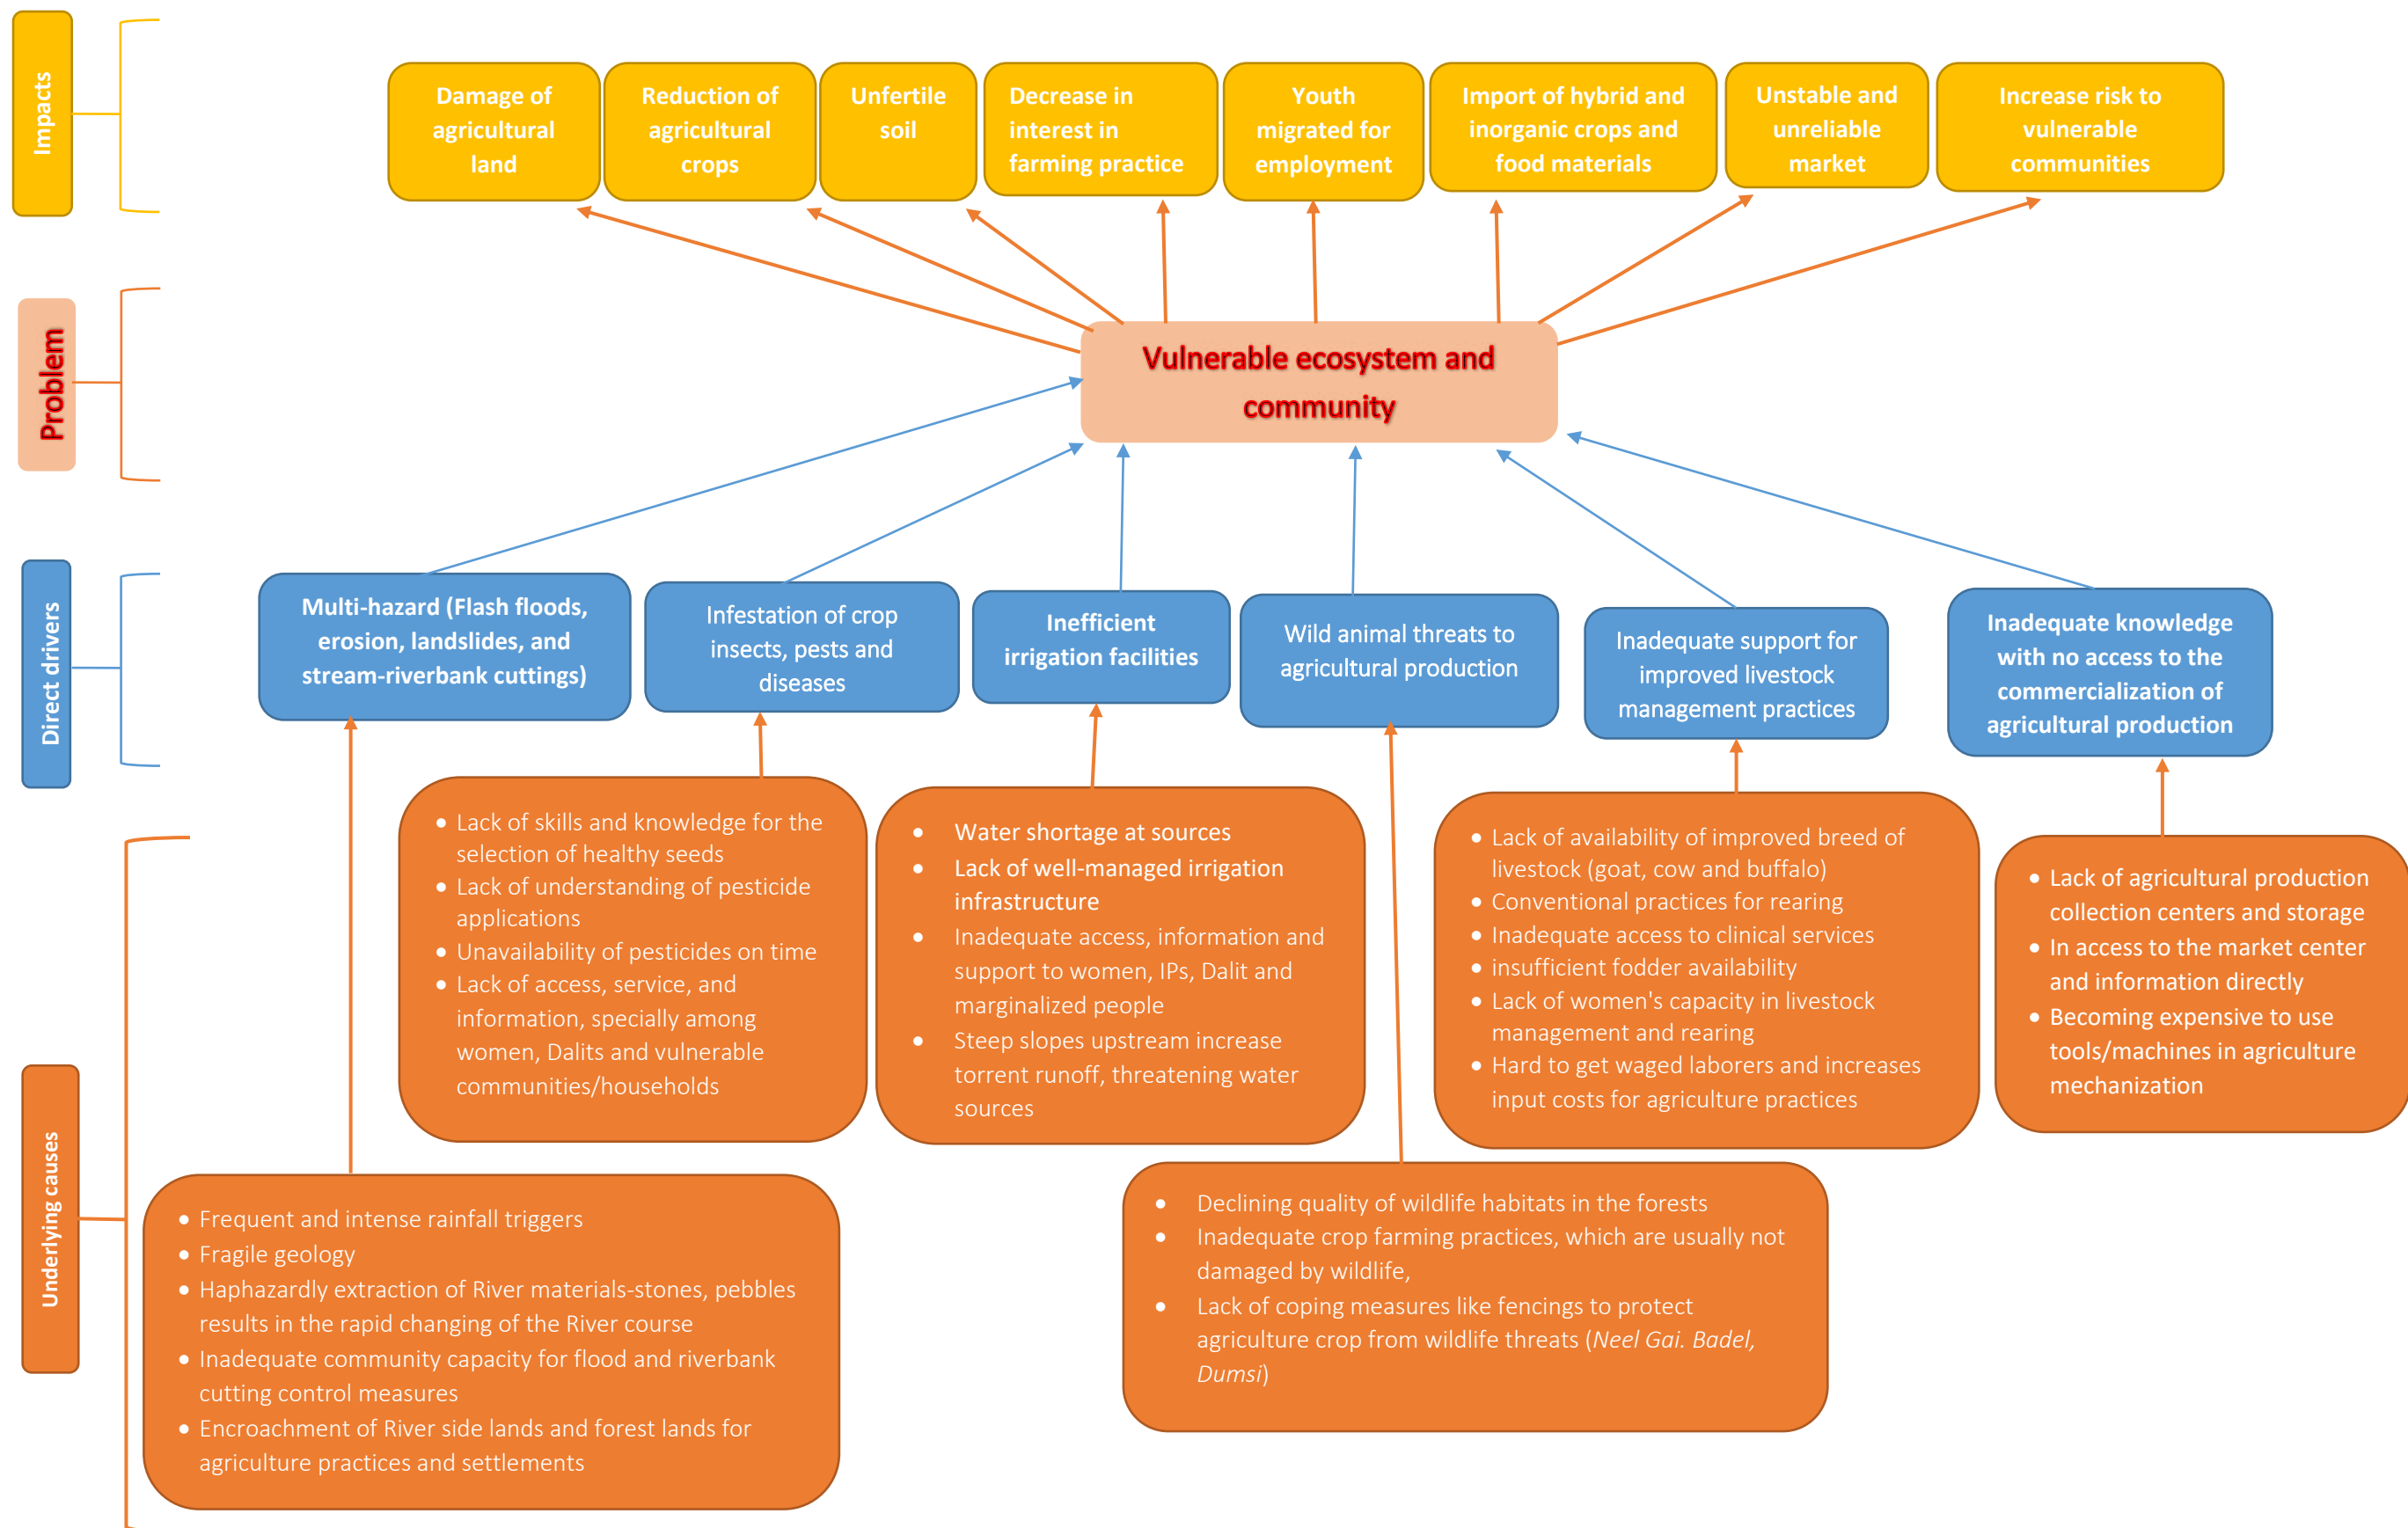 Impacts
Damage of
agricultural
land
Reduction of
agricultural
crops
Unfertile
soil
Decrease in
interest in
farming practice
Youth
migrated for
employment
Import of hybrid and
inorganic crops and
food materials
Unstable and
unreliable
market
Increase risk to
vulnerable
communities
Problem
Vulnerable ecosystem and
community
Direct drivers
Multi-hazard (Flash floods,
erosion, landslides, and
stream-riverbank cuttings)
Infestation of crop
insects, pests and
diseases
Inefficient
irrigation facilities
Wild animal threats to
agricultural production
Inadequate support for
improved livestock
management practices
Inadequate knowledge
with no access to the
commercialization of
agricultural production
Underlying causes
• Lack of skills and knowledge for the
selection of healthy seeds
• Lack of understanding of pesticide
applications
• Unavailability of pesticides on time
• Lack of access, service, and
information, specially among
women, Dalits and vulnerable
communities/households
• Water shortage at sources
• Lack of well-managed irrigation
infrastructure
• Inadequate access, information and
support to women, IPs, Dalit and
marginalized people
• Steep slopes upstream increase
torrent runoff, threatening water
sources
• Lack of availability of improved breed of
livestock (goat, cow and buffalo)
• Conventional practices for rearing
• Inadequate access to clinical services
• insufficient fodder availability
• Lack of women's capacity in livestock
management and rearing
• Hard to get waged laborers and increases
input costs for agriculture practices
• Lack of agricultural production
collection centers and storage
• In access to the market center
and information directly
• Becoming expensive to use
tools/machines in agriculture
mechanization
• Frequent and intense rainfall triggers
• Fragile geology
• Haphazardly extraction of River materials-stones, pebbles
results in the rapid changing of the River course
• Inadequate community capacity for flood and riverbank
cutting control measures
• Encroachment of River side lands and forest lands for
agriculture practices and settlements
• Declining quality of wildlife habitats in the forests
• Inadequate crop farming practices, which are usually not
damaged by wildlife,
• Lack of coping measures like fencings to protect
agriculture crop from wildlife threats (Neel Gai. Badel,
Dumsi)